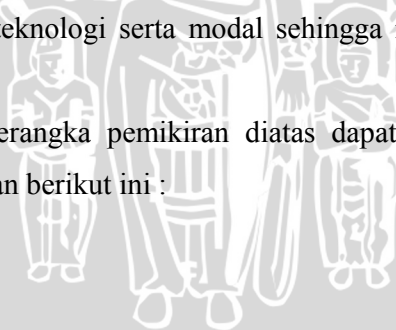 teknologi serta modal sehingga
erangka pemikiran diatas dapat
an berikut ini :